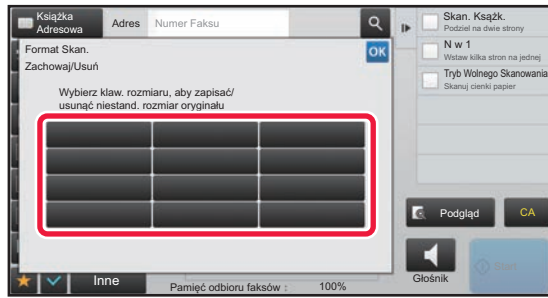 Książka
Adresowa
Adres
Numer Faksu
Format Skan.
OK
Zachowaj/Usuń
Wybierz klaw. rozmiaru, aby zapisać/
usunąć niestand. rozmiar oryginału
Skan. Książk.
Podziel na dwie strony
N w 1
Wstaw kilka stron na jednej
Tryb Wolnego Skanowania
Skanuj cienki papier
Podgląd
CA
Głośnik
Start
Inne
Pamięć odbioru faksów :
100%